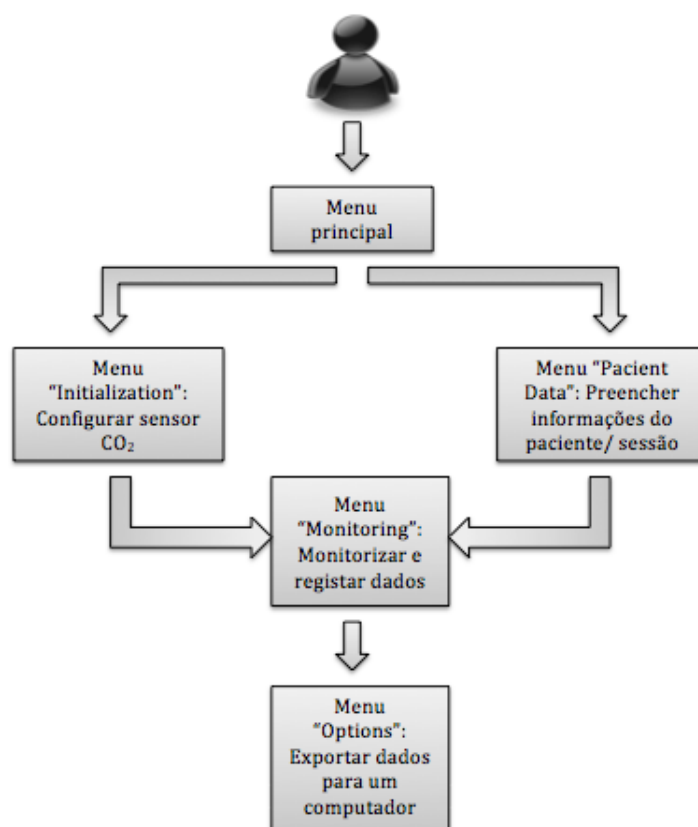 Menu
principal
Menu
“Initialization”:
Configurar sensor
CO₂
Menu “Pacient
Data”: Preencher
informações do
paciente/ sessão
Menu
“Monitoring”:
Monitorizar e
registar dados
Menu
“Options”:
Exportar dados
para um
computador